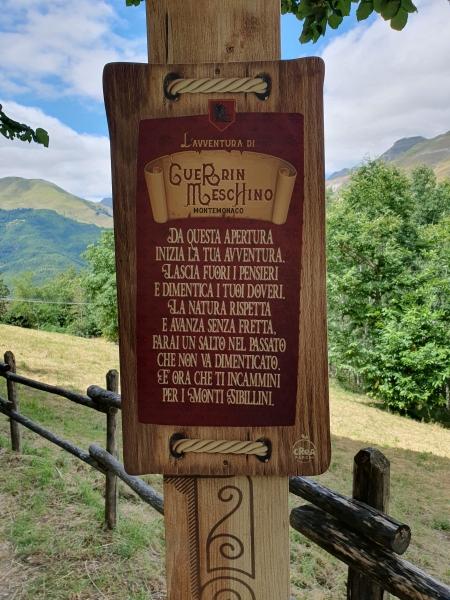 L'AVVENTURA DI
GUERRIN
MESCHINO
MONTEMONACO
DA QUESTA APERTURA
INIZIA LA TUA AVVENTURA.
LASCIA FUORI I PENSIERI
E DIMENTICA I TUOI DOVERI.
LA NATURA RISPETTA
E AVANZA SENZA FRETTA,
FARAI UN SALTO NEL PASSATO
CHE NON VA DIMENTICATO.
E ORA CHE TI INCAMMINI
PER I MONTI SIBILLINI.
CREA